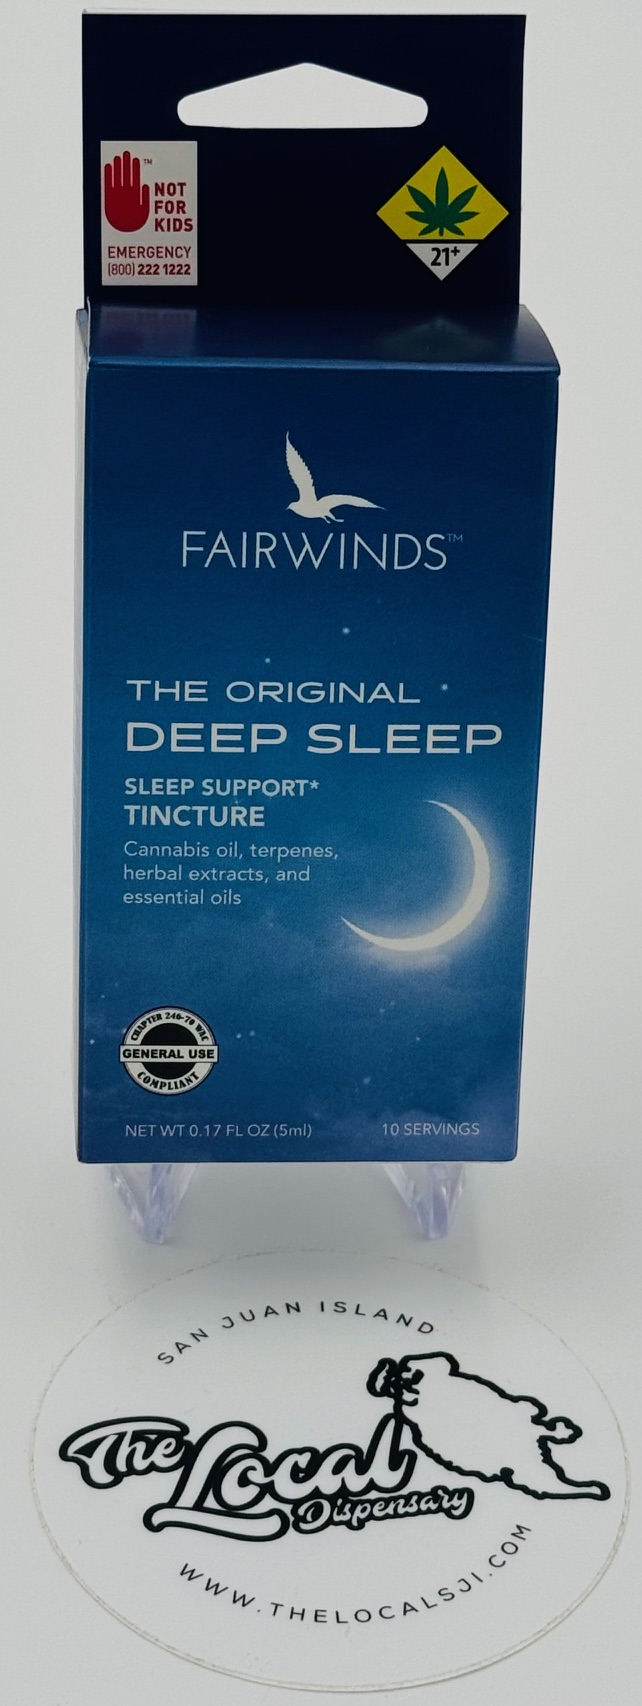 ™
NOT
FOR
KIDS
EMERGENCY
(800) 222 1222
21+
FAIRWINDS™
THE ORIGINAL
DEEP SLEEP
SLEEP SUPPORT*
TINCTURE
Cannabis oil, terpenes,
herbal extracts, and
essential oils
CHAPTER 246-70 WAC
GENERAL USE
COMPLIANT
NET WT 0.17 FL OZ (5ml)
10 SERVINGS
SAN JUAN ISLAND
The Local
Dispensary
WWW.THELOCALSJI.COM